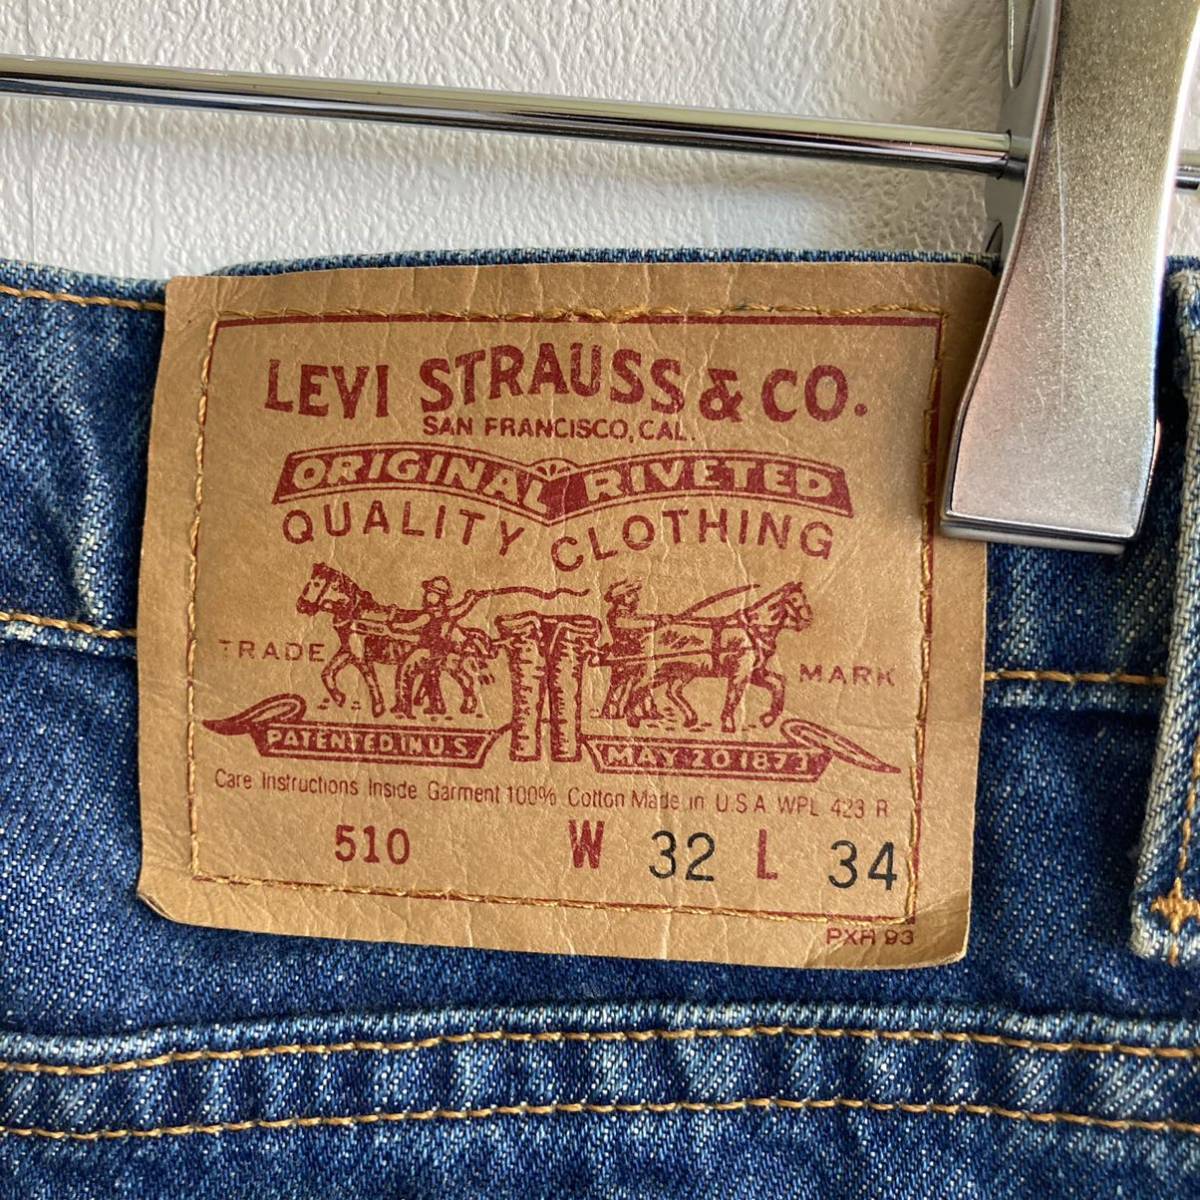 LEVI STRAUSS & CO.
SAN FRANCISCO, CAL.
ORIGINAL RIVETED
QUALITY CLOTHING
TRADE MARK
PATENTED IN U.S. MAY 20 1873
Care Instructions Inside Garment 100% Cotton Made in U.S.A WPL 423 R
510 W 32 L 34
PXH 93